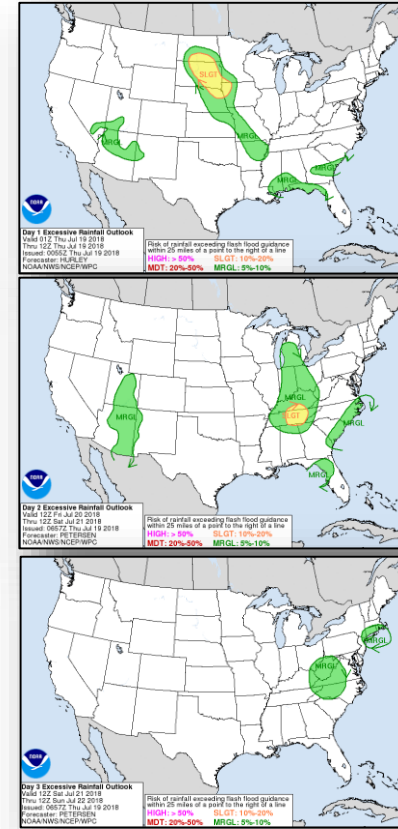 SLGT
MRGL
MRGL
MRGL
MRGL
NOAA
Day 1 Excessive Rainfall Outlook
Valid 01Z Thu Jul 19 2018
Thru 12Z Thu Jul 19 2018
Issued: 0055Z Thu Jul 19 2018
Forecaster: HURLEY
NOAA/NWS/NCEP/WPC
Risk of rainfall exceeding flash flood guidance
within 25 miles of a point to the right of a line
HIGH: > 50% SLGT: 10%-20%
MDT: 20%-50% MRGL: 5%-10%
MRGL
MRGL
MRGL
MRGL
NOAA
Day 2 Excessive Rainfall Outlook
Valid 12Z Fri Jul 20 2018
Thru 12Z Sat Jul 21 2018
Issued: 0657Z Thu Jul 19 2018
Forecaster: PETERSEN
NOAA/NWS/NCEP/WPC
Risk of rainfall exceeding flash flood guidance
within 25 miles of a point to the right of a line
HIGH: > 50% SLGT: 10%-20%
MDT: 20%-50% MRGL: 5%-10%
MRGL
MRGL
NOAA
Day 3 Excessive Rainfall Outlook
Valid 12Z Sat Jul 21 2018
Thru 12Z Sun Jul 22 2018
Issued: 0657Z Thu Jul 19 2018
Forecaster: PETERSEN
NOAA/NWS/NCEP/WPC
Risk of rainfall exceeding flash flood guidance
within 25 miles of a point to the right of a line
HIGH: > 50% SLGT: 10%-20%
MDT: 20%-50% MRGL: 5%-10%